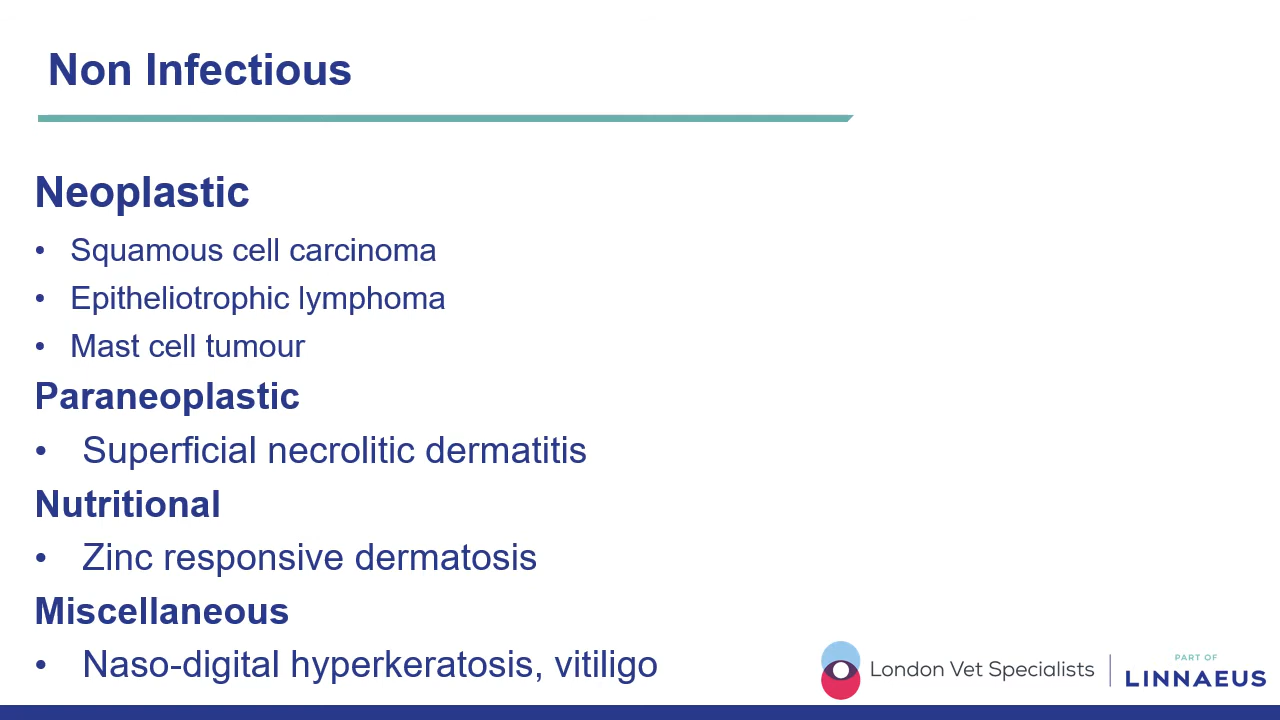 Non Infectious
Neoplastic
• Squamous cell carcinoma
• Epitheliotrophic lymphoma
• Mast cell tumour
Paraneoplastic
• Superficial necrolitic dermatitis
Nutritional
• Zinc responsive dermatosis
Miscellaneous
• Naso-digital hyperkeratosis, vitiligo
London Vet Specialists
PART OF
LINNAEUS